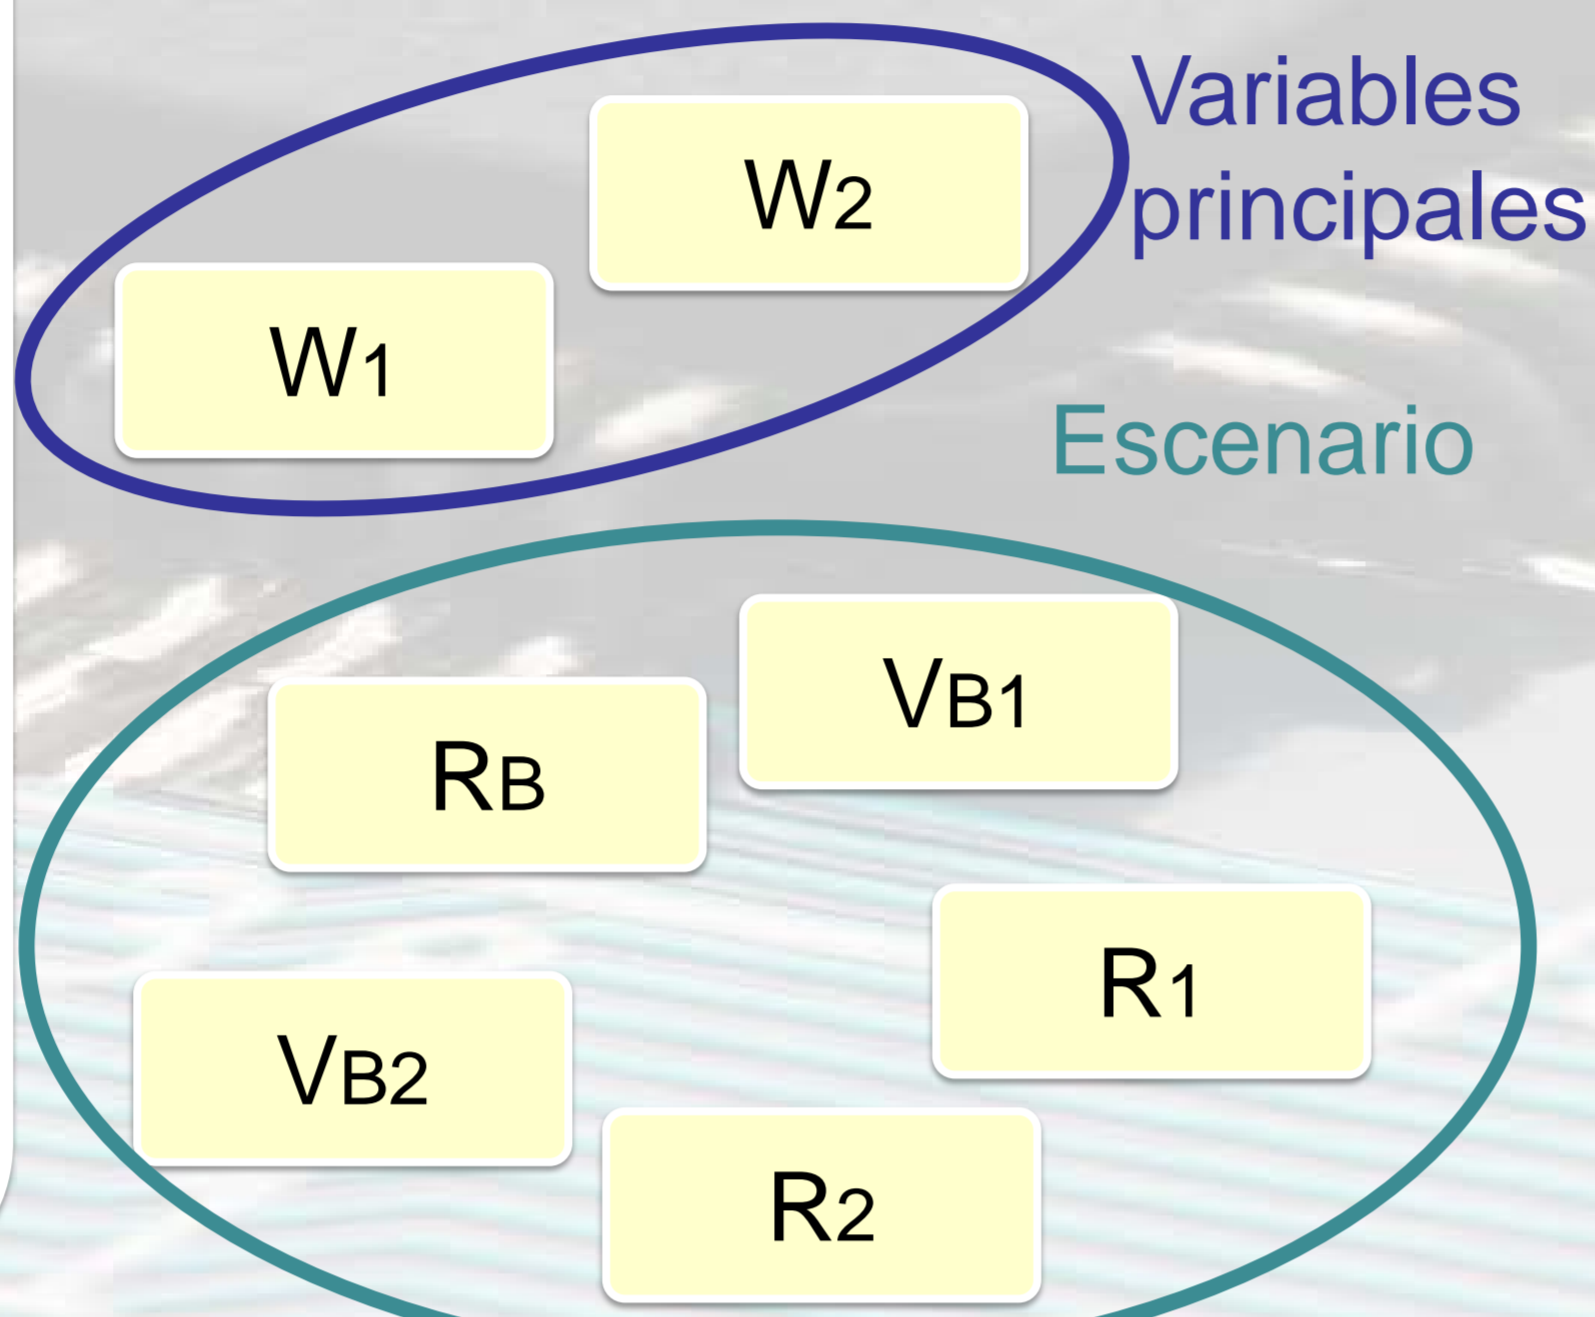 Variables
principales
W2
W1
Escenario
VB1
RB
R1
VB2
R2